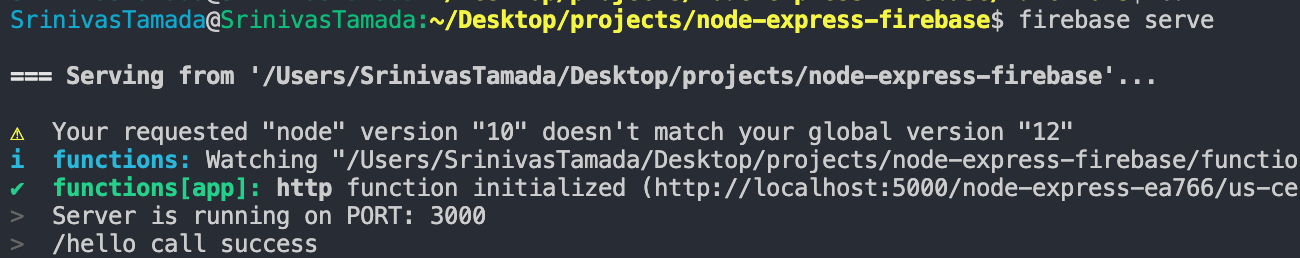 SrinivasTamada@SrinivasTamada:~/Desktop/projects/node-express-firebase$ firebase serve
=== Serving from '/Users/SrinivasTamada/Desktop/projects/node-express-firebase'...
⚠ Your requested "node" version "10" doesn't match your global version "12"
i functions: Watching "/Users/SrinivasTamada/Desktop/projects/node-express-firebase/functio
✔ functions[app]: http function initialized (http://localhost:5000/node-express-ea766/us-ce
> Server is running on PORT: 3000
> /hello call success